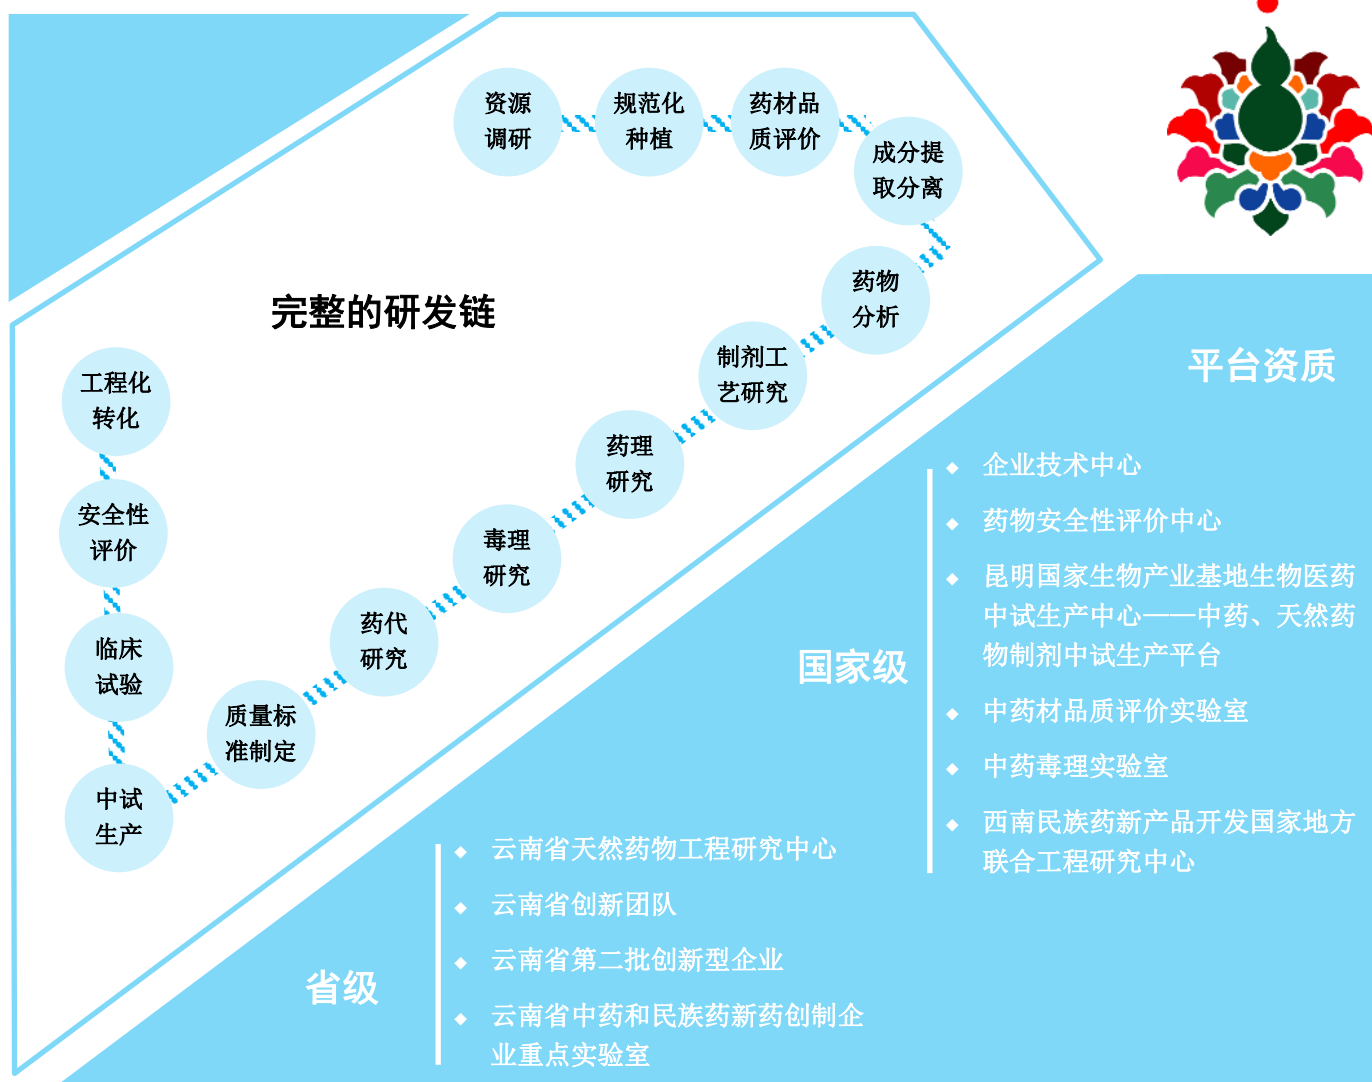 资源
调研
规范化
种植
药材品
质评价
成分提
取分离
药物
分析
制剂工
艺研究
药理
研究
毒理
研究
药代
研究
质量标
准制定
中试
生产
临床
试验
安全性
评价
工程化
转化
完整的研发链
平台资质
国家级
企业技术中心
药物安全性评价中心
昆明国家生物产业基地生物医药
中试生产中心——中药、天然药
物制剂中试生产平台
中药材品质评价实验室
中药毒理实验室
西南民族药新产品开发国家地方
联合工程研究中心
省级
云南省天然药物工程研究中心
云南省创新团队
云南省第二批创新型企业
云南省中药和民族药新药创制企
业重点实验室